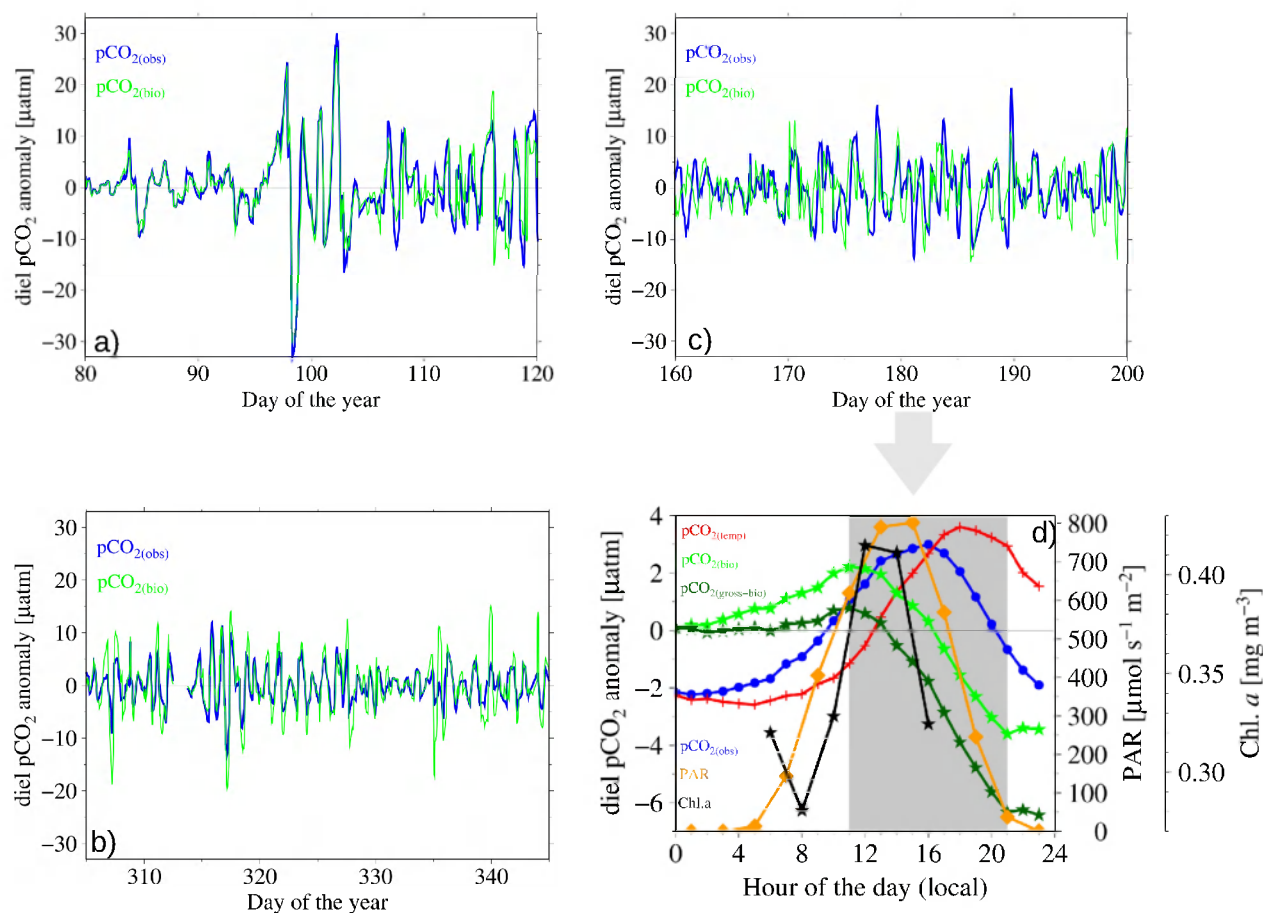 30
20
10
0
−10
−20
−30
diel pCO2 anomaly [µatm]
pCO2(obs)
pCO2(bio)
a)
80 90 100 110 120
Day of the year
30
20
10
0
−10
−20
−30
diel pCO2 anomaly [µatm]
pCO2(obs)
pCO2(bio)
c)
160 170 180 190 200
Day of the year
30
20
10
0
−10
−20
−30
diel pCO2 anomaly [µatm]
pCO2(obs)
pCO2(bio)
b)
310 320 330 340
Day of the year
4
2
0
−2
−4
−6
diel pCO2 anomaly [µatm]
pCO2(temp)
pCO2(bio)
pCO2(gross−bio)
pCO2(obs)
PAR
Chl.a
d)
0 4 8 12 16 20 24
Hour of the day (local)
800
700
600
500
400
300
200
100
0
PAR [µmol s−1 m−2]
0.40
0.35
0.30
Chl. a [mg m−3]